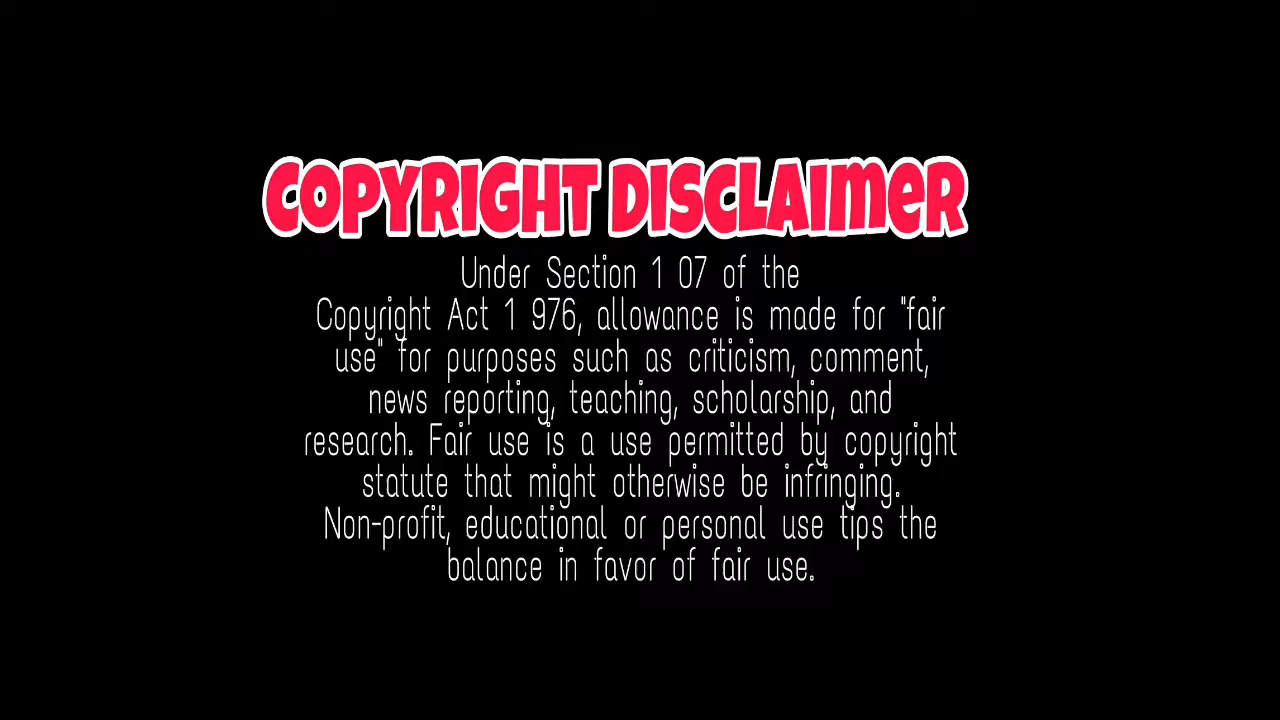 COPYRIGHT DISCLAIMER
Under Section 1 07 of the
Copyright Act 1 976, allowance is made for "fair
use" for purposes such as criticism, comment,
news reporting, teaching, scholarship, and
research. Fair use is a use permitted by copyright
statute that might otherwise be infringing.
Non-profit, educational or personal use tips the
balance in favor of fair use.